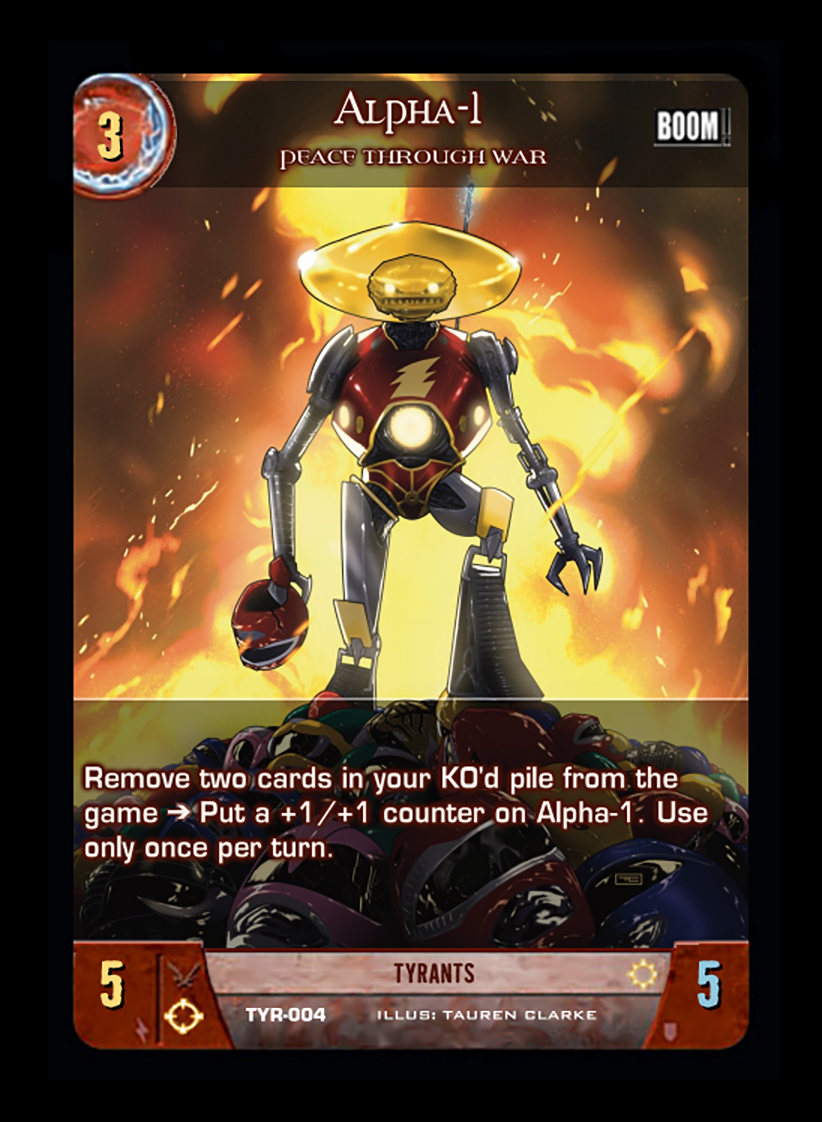 3
Alpha-1
BOOM!
PEACE THROUGH WAR
Remove two cards in your KO'd pile from the
game ➔ Put a +1/+1 counter on Alpha-1. Use
only once per turn.
5
TYRANTS
5
TYR-004
ILLUS: TAUREN CLARKE